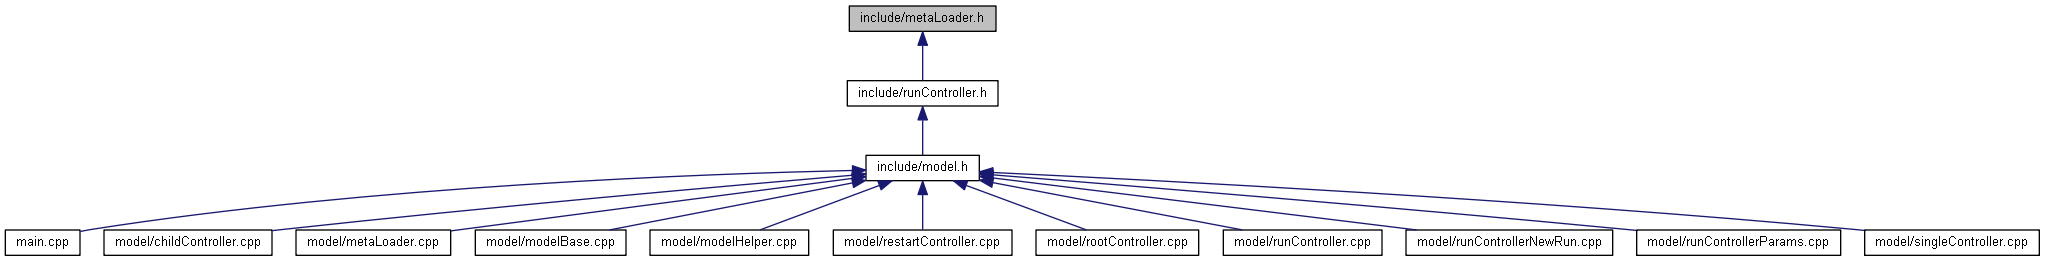 include/metaLoader.h
include/runController.h
include/model.h
main.cpp
model/childController.cpp
model/metaLoader.cpp
model/modelBase.cpp
model/modelHelper.cpp
model/restartController.cpp
model/rootController.cpp
model/runController.cpp
model/runControllerNewRun.cpp
model/runControllerParams.cpp
model/singleController.cpp